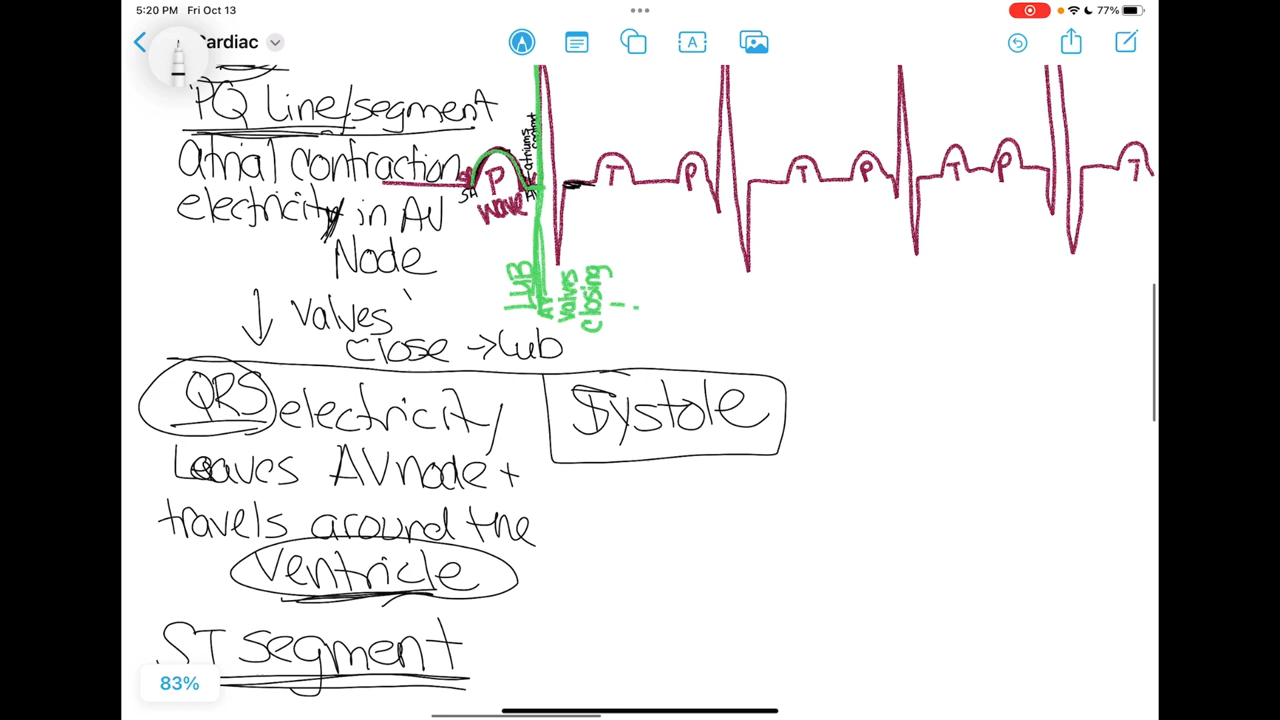 5:20 PM Fri Oct 13
77%
Cardiac
A
PQ line/segment
atrial contraction
electricity in AV
Node
Valves
close → Lub
QRS electricity
Leaves AV node +
travels around the
ventricle
ST segment
Systole
P
wave
SA
atriums
LUB
AV
valves
closing
T
P
T
P
T
P
T
83%